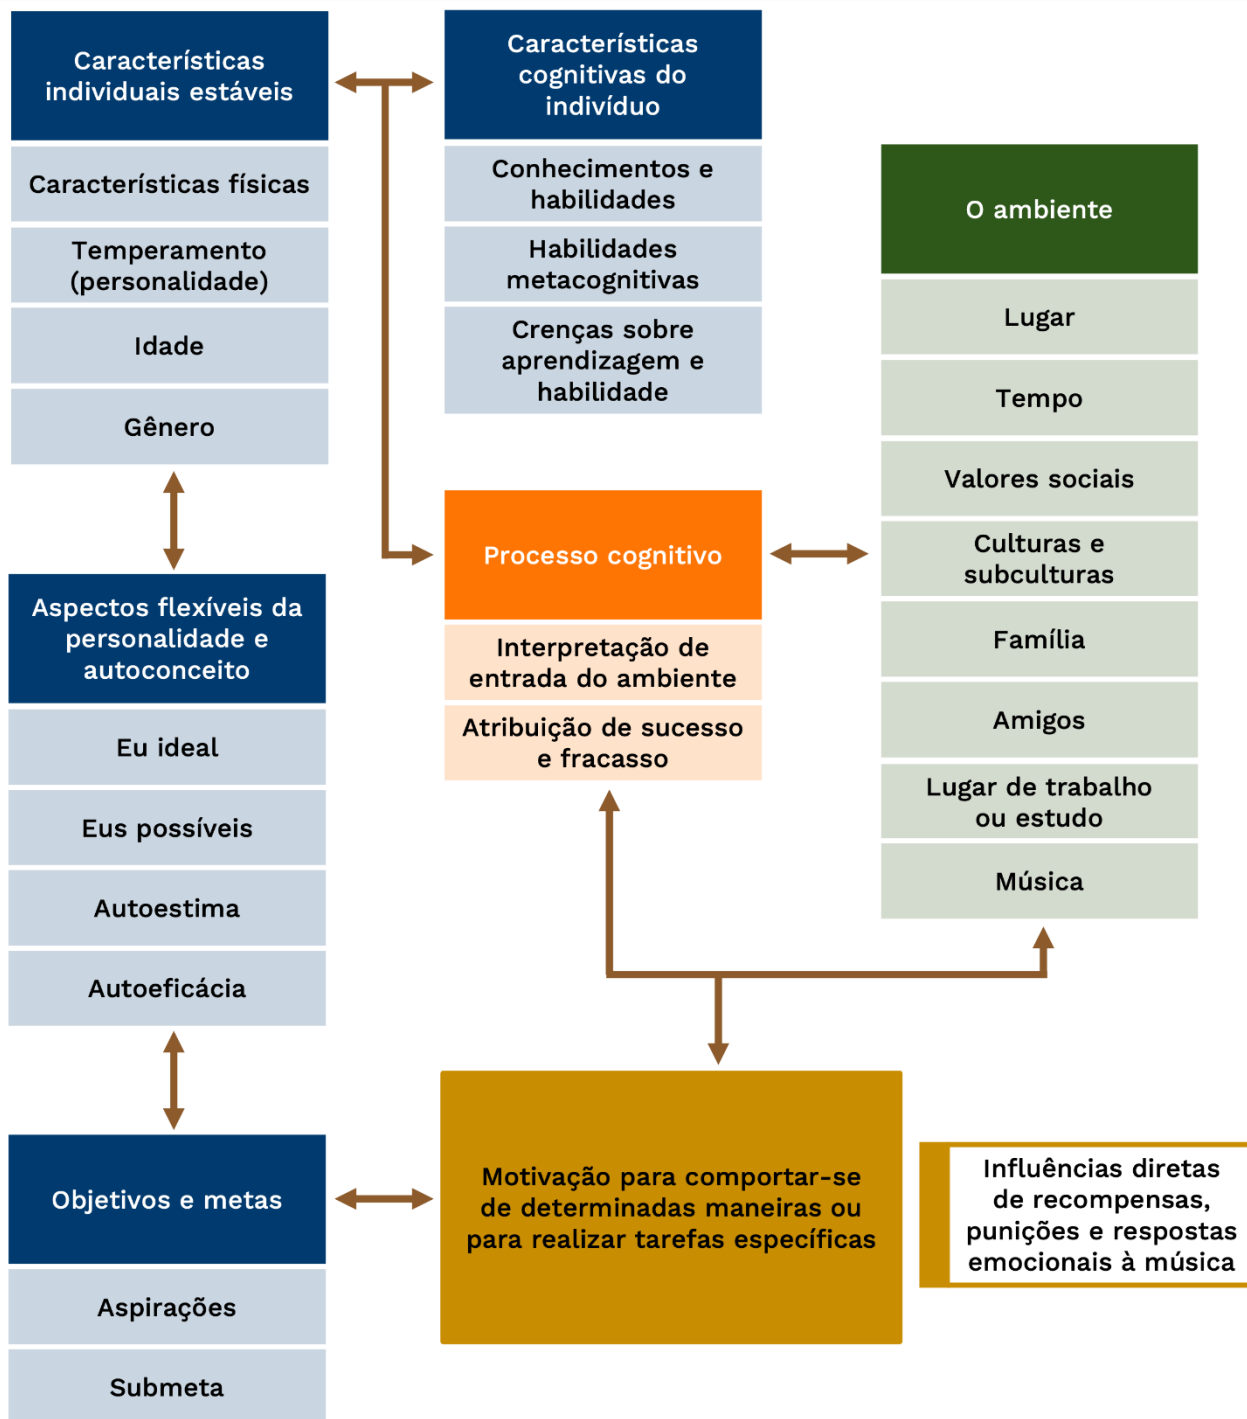 Características
individuais estáveis
Características físicas
Temperamento
(personalidade)
Idade
Gênero
Características
cognitivas do
indivíduo
Conhecimentos e
habilidades
Habilidades
metacognitivas
Crenças sobre
aprendizagem e
habilidade
O ambiente
Lugar
Tempo
Valores sociais
Culturas e
subculturas
Família
Amigos
Lugar de trabalho
ou estudo
Música
Processo cognitivo
Interpretação de
entrada do ambiente
Atribuição de sucesso
e fracasso
Aspectos flexíveis da
personalidade e
autoconceito
Eu ideal
Eus possíveis
Autoestima
Autoeficácia
Objetivos e metas
Aspirações
Submeta
Motivação para comportar-se
de determinadas maneiras ou
para realizar tarefas específicas
Influências diretas
de recompensas,
punições e respostas
emocionais à música